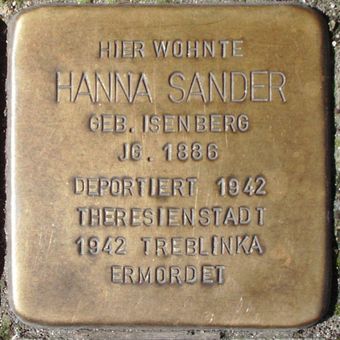 HIER WOHNTE
HANNA SANDER
GEB. ISENBERG
JG. 1886
DEPORTIERT 1942
THERESIENSTADT
1942 TREBLINKA
ERMORDET